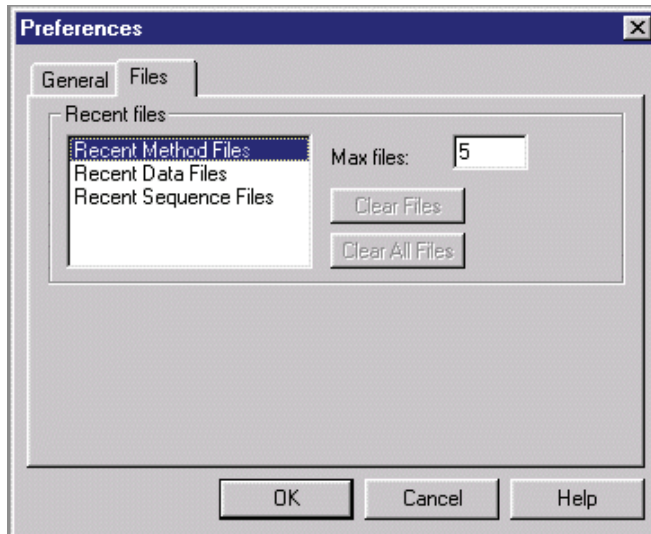 Preferences
General
Files
Recent files
Recent Method Files
Recent Data Files
Recent Sequence Files
Max files:
5
Clear Files
Clear All Files
OK
Cancel
Help